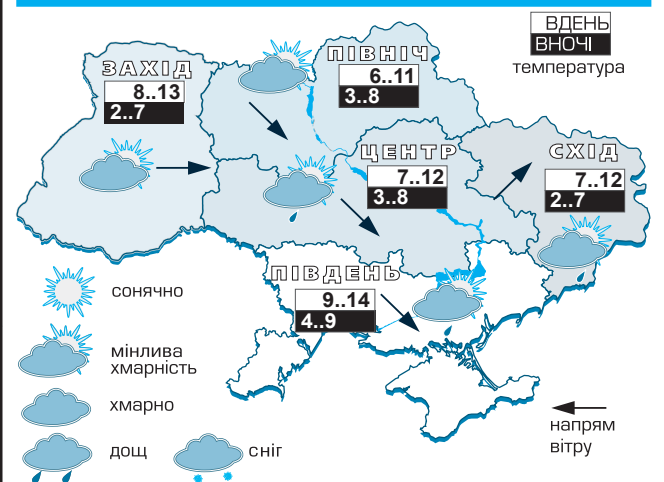 ВДЕНЬ
ВНОЧІ
температура
ПІВНІЧ
6..11
3..8
ЗАХІД
8..13
2..7
ЦЕНТР
7..12
3..8
СХІД
7..12
2..7
ПІВДЕНЬ
9..14
4..9
сонячно
мінлива
хмарність
хмарно
дощ
сніг
напрям
вітру